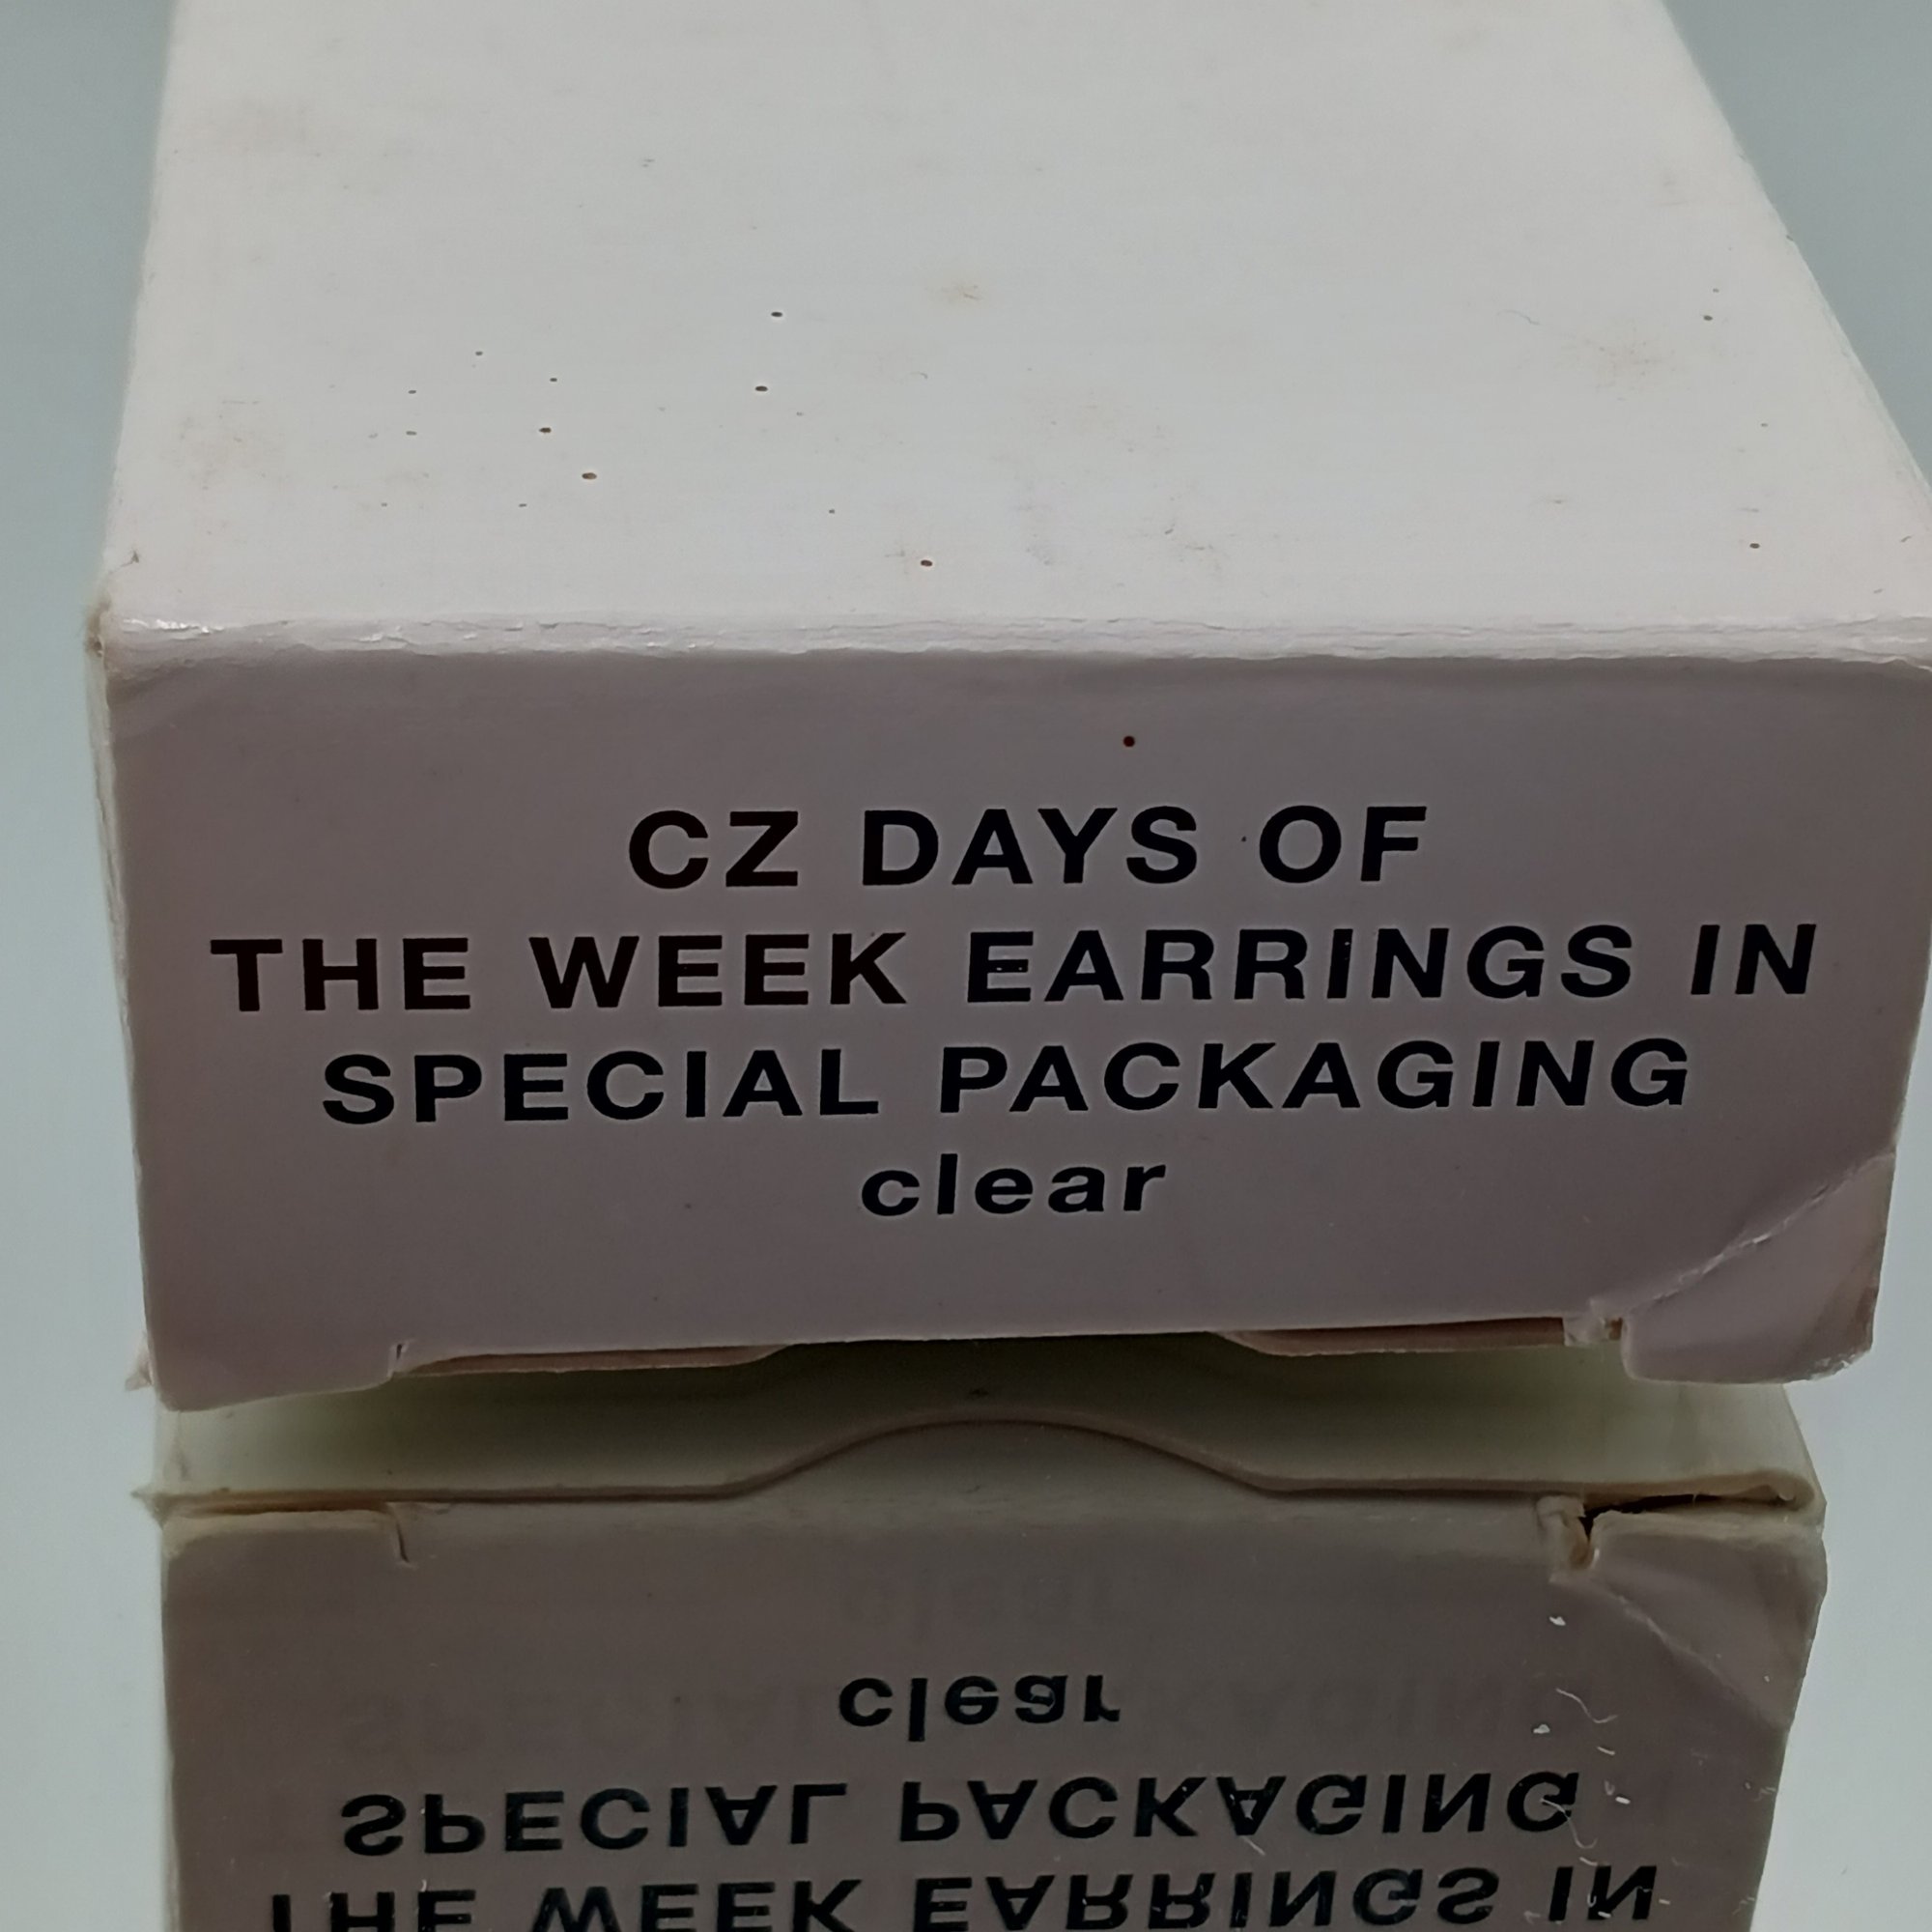 CZ DAYS OF
THE WEEK EARRINGS IN
SPECIAL PACKAGING
clear
clear
SPECIAL PACKAGING
THE WEEK EARRINGS IN